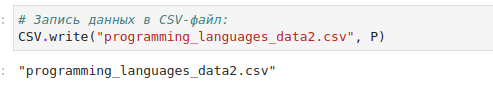 # Запись данных в CSV-файл:
CSV.write("programming_languages_data2.csv", P)
"programming_languages_data2.csv"